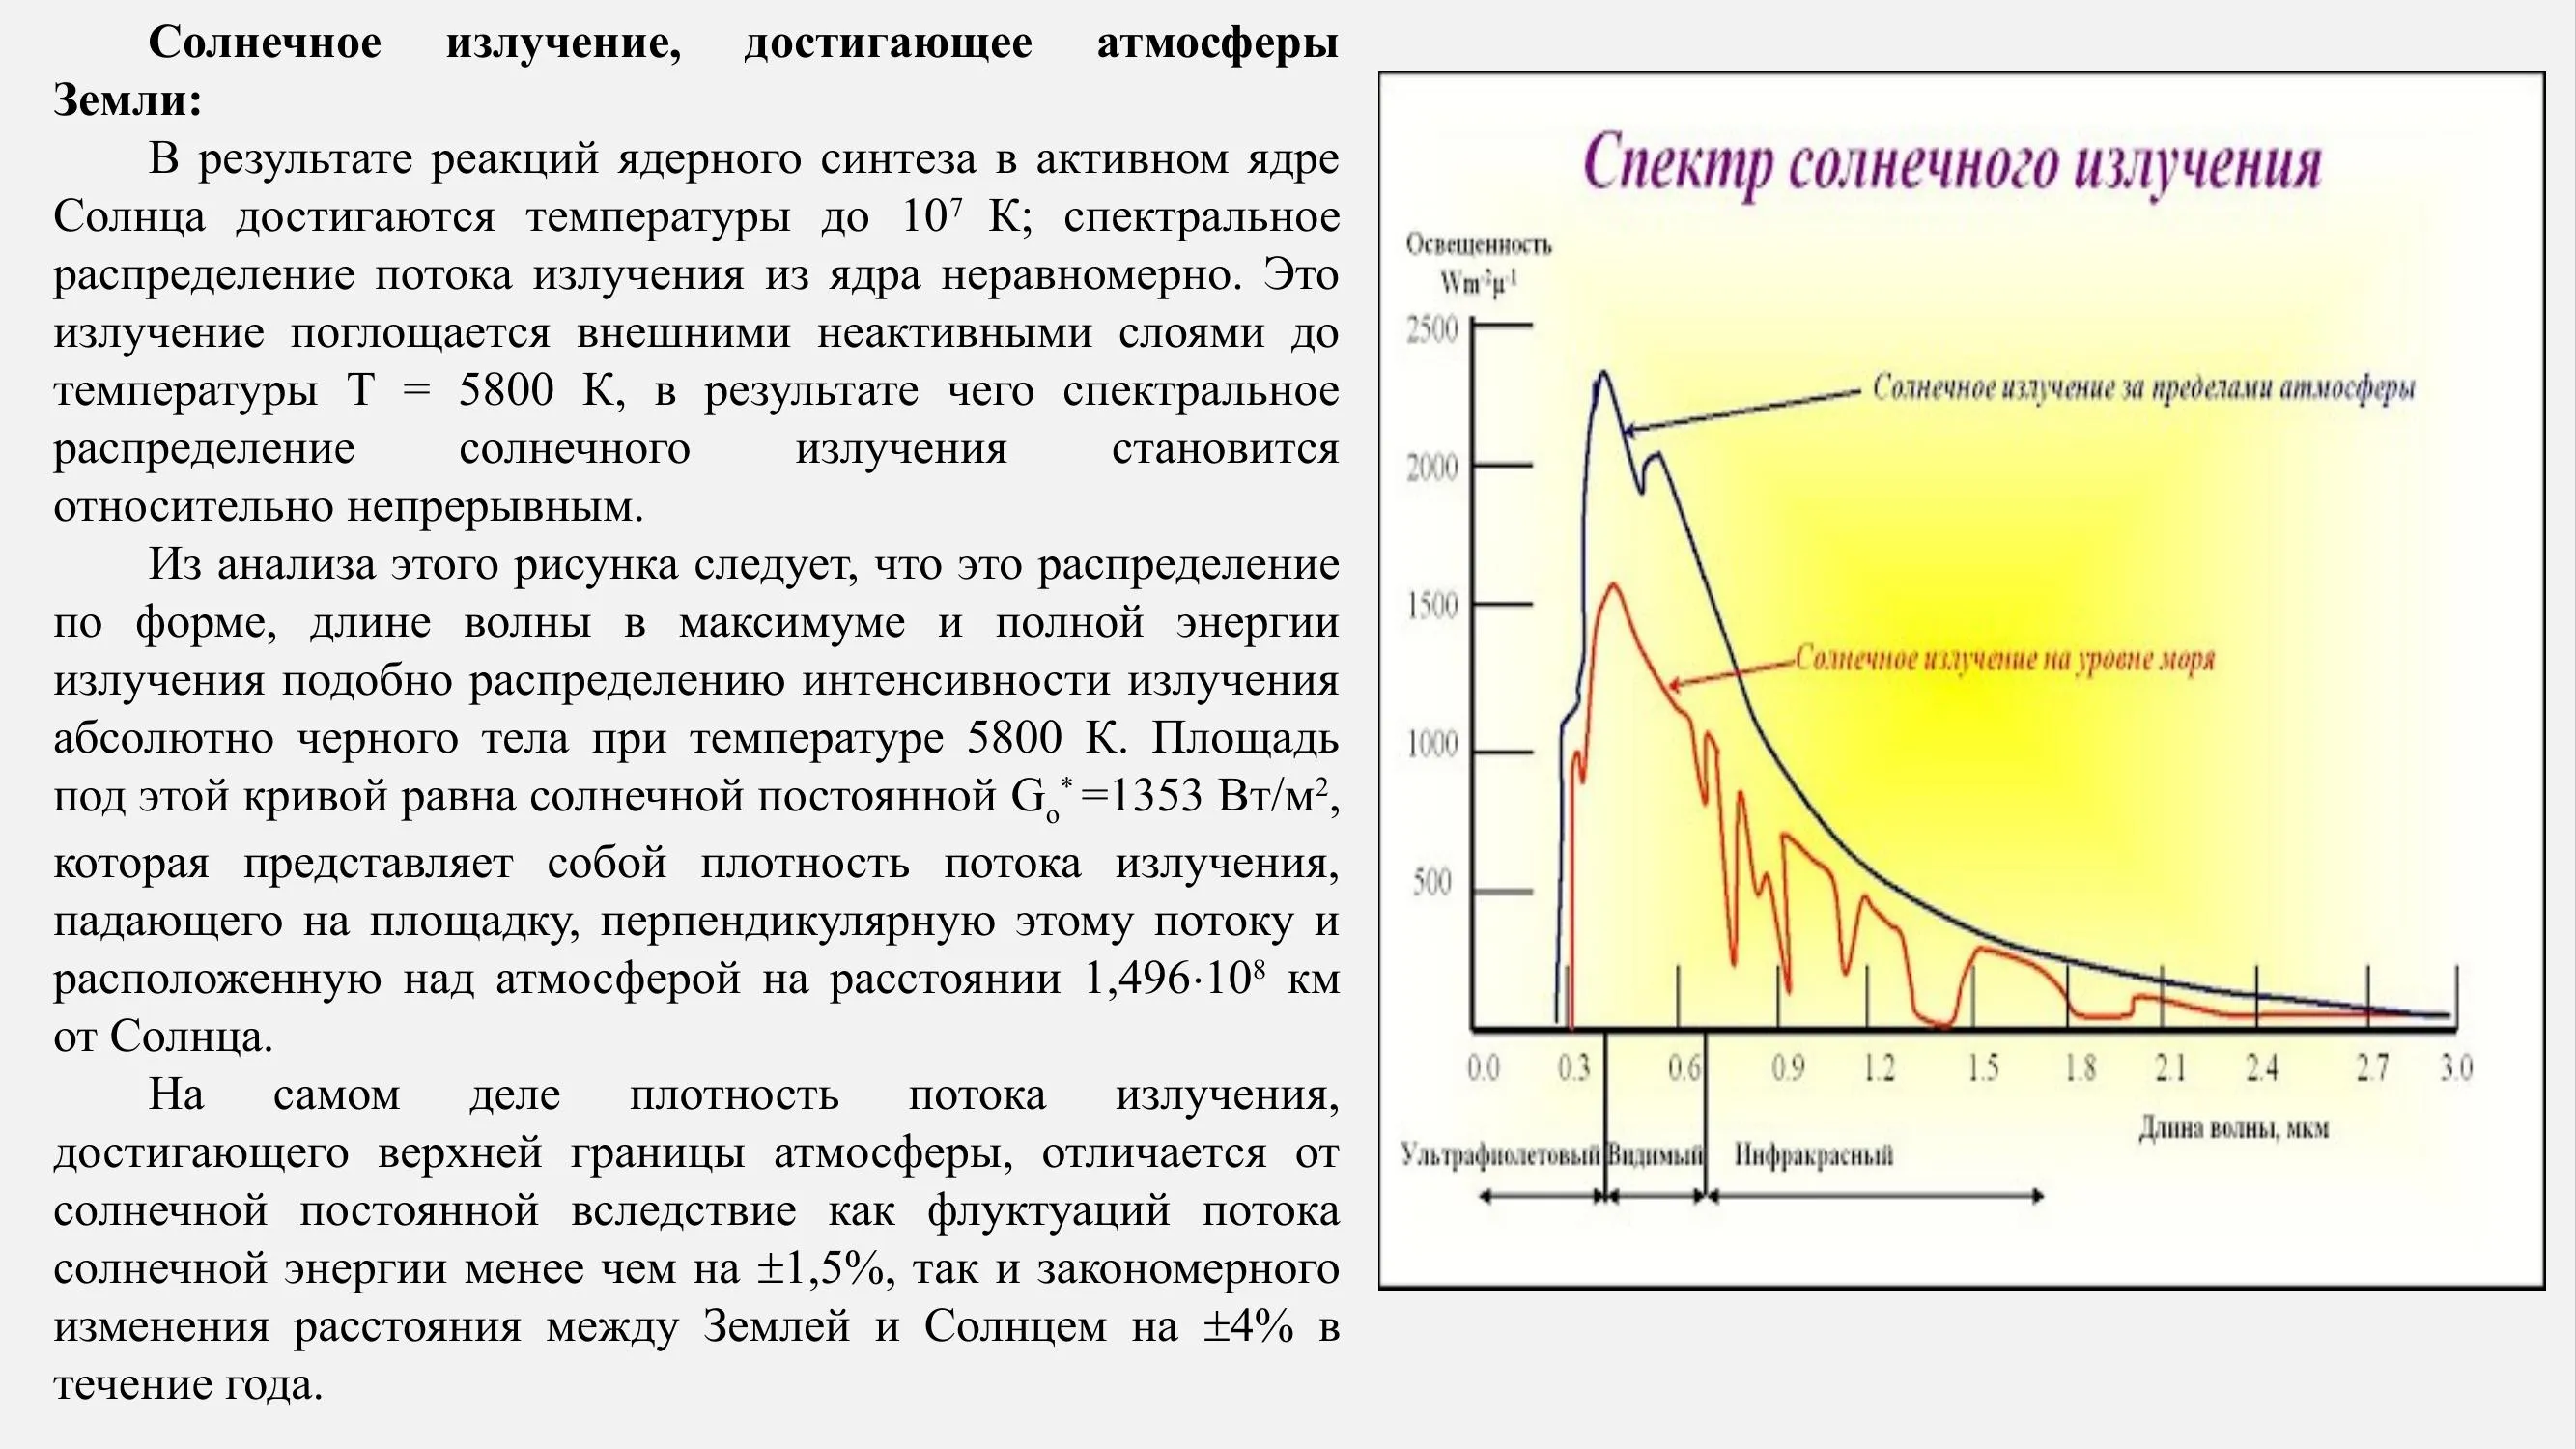 Солнечное излучение, достигающее атмосферы
Земли:
В результате реакций ядерного синтеза в активном ядре
Солнца достигаются температуры до 10⁷ К; спектральное
распределение потока излучения из ядра неравномерно. Это
излучение поглощается внешними неактивными слоями до
температуры Т = 5800 К, в результате чего спектральное
распределение солнечного излучения становится
относительно непрерывным.
Из анализа этого рисунка следует, что это распределение
по форме, длине волны в максимуме и полной энергии
излучения подобно распределению интенсивности излучения
абсолютно черного тела при температуре 5800 К. Площадь
под этой кривой равна солнечной постоянной Gₒ* =1353 Вт/м²,
которая представляет собой плотность потока излучения,
падающего на площадку, перпендикулярную этому потоку и
расположенную над атмосферой на расстоянии 1,496·10⁸ км
от Солнца.
На самом деле плотность потока излучения,
достигающего верхней границы атмосферы, отличается от
солнечной постоянной вследствие как флуктуаций потока
солнечной энергии менее чем на ±1,5%, так и закономерного
изменения расстояния между Землей и Солнцем на ±4% в
течение года.
Спектр солнечного излучения
Освещенность
Wm⁻²µ⁻¹
2500
Солнечное излучение за пределами атмосферы
2000
1500
Солнечное излучение на уровне моря
1000
500
0.0 0.3 0.6 0.9 1.2 1.5 1.8 2.1 2.4 2.7 3.0
Длина волны, мкм
Ультрафиолетовый Видимый Инфракрасный